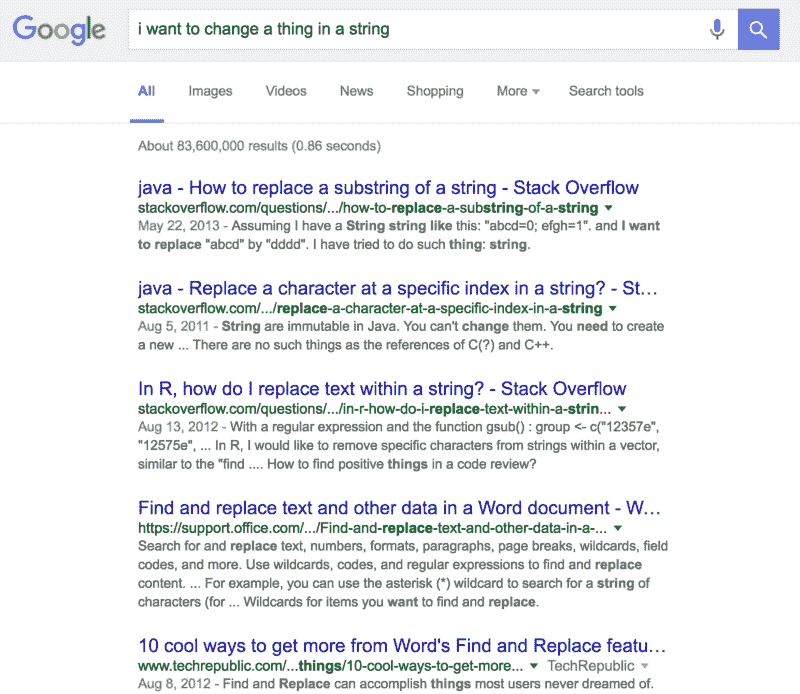 Google
i want to change a thing in a string
All Images Videos News Shopping More Search tools
About 83,600,000 results (0.86 seconds)
java - How to replace a substring of a string - Stack Overflow
stackoverflow.com/questions/.../how-to-replace-a-substring-of-a-string
May 22, 2013 - Assuming I have a String string like this: "abcd=0; efgh=1". and I want
to replace "abcd" by "dddd". I have tried to do such thing: string.
java - Replace a character at a specific index in a string? - St...
stackoverflow.com/.../replace-a-character-at-a-specific-index-in-a-string
Aug 5, 2011 - String are immutable in Java. You can't change them. You need to create
a new ... There are no such things as the references of C(?) and C++.
In R, how do I replace text within a string? - Stack Overflow
stackoverflow.com/questions/.../in-r-how-do-i-replace-text-within-a-strin...
Aug 13, 2012 - With a regular expression and the function gsub() : group <- c("12357e",
"12575e", ... In R, I would like to remove specific characters from strings within a vector,
similar to the "find .... How to find positive things in a code review?
Find and replace text and other data in a Word document - W...
https://support.office.com/.../Find-and-replace-text-and-other-data-in-a-...
Search for and replace text, numbers, formats, paragraphs, page breaks, wildcards, field
codes, and more. Use wildcards, codes, and regular expressions to find and replace
content. ... For example, you can use the asterisk (*) wildcard to search for a string of
characters (for ... Wildcards for items you want to find and replace.
10 cool ways to get more from Word's Find and Replace featu...
www.techrepublic.com/...things/10-cool-ways-to-get-more... TechRepublic
Aug 8, 2012 - Find and Replace can accomplish things most users never dreamed of.